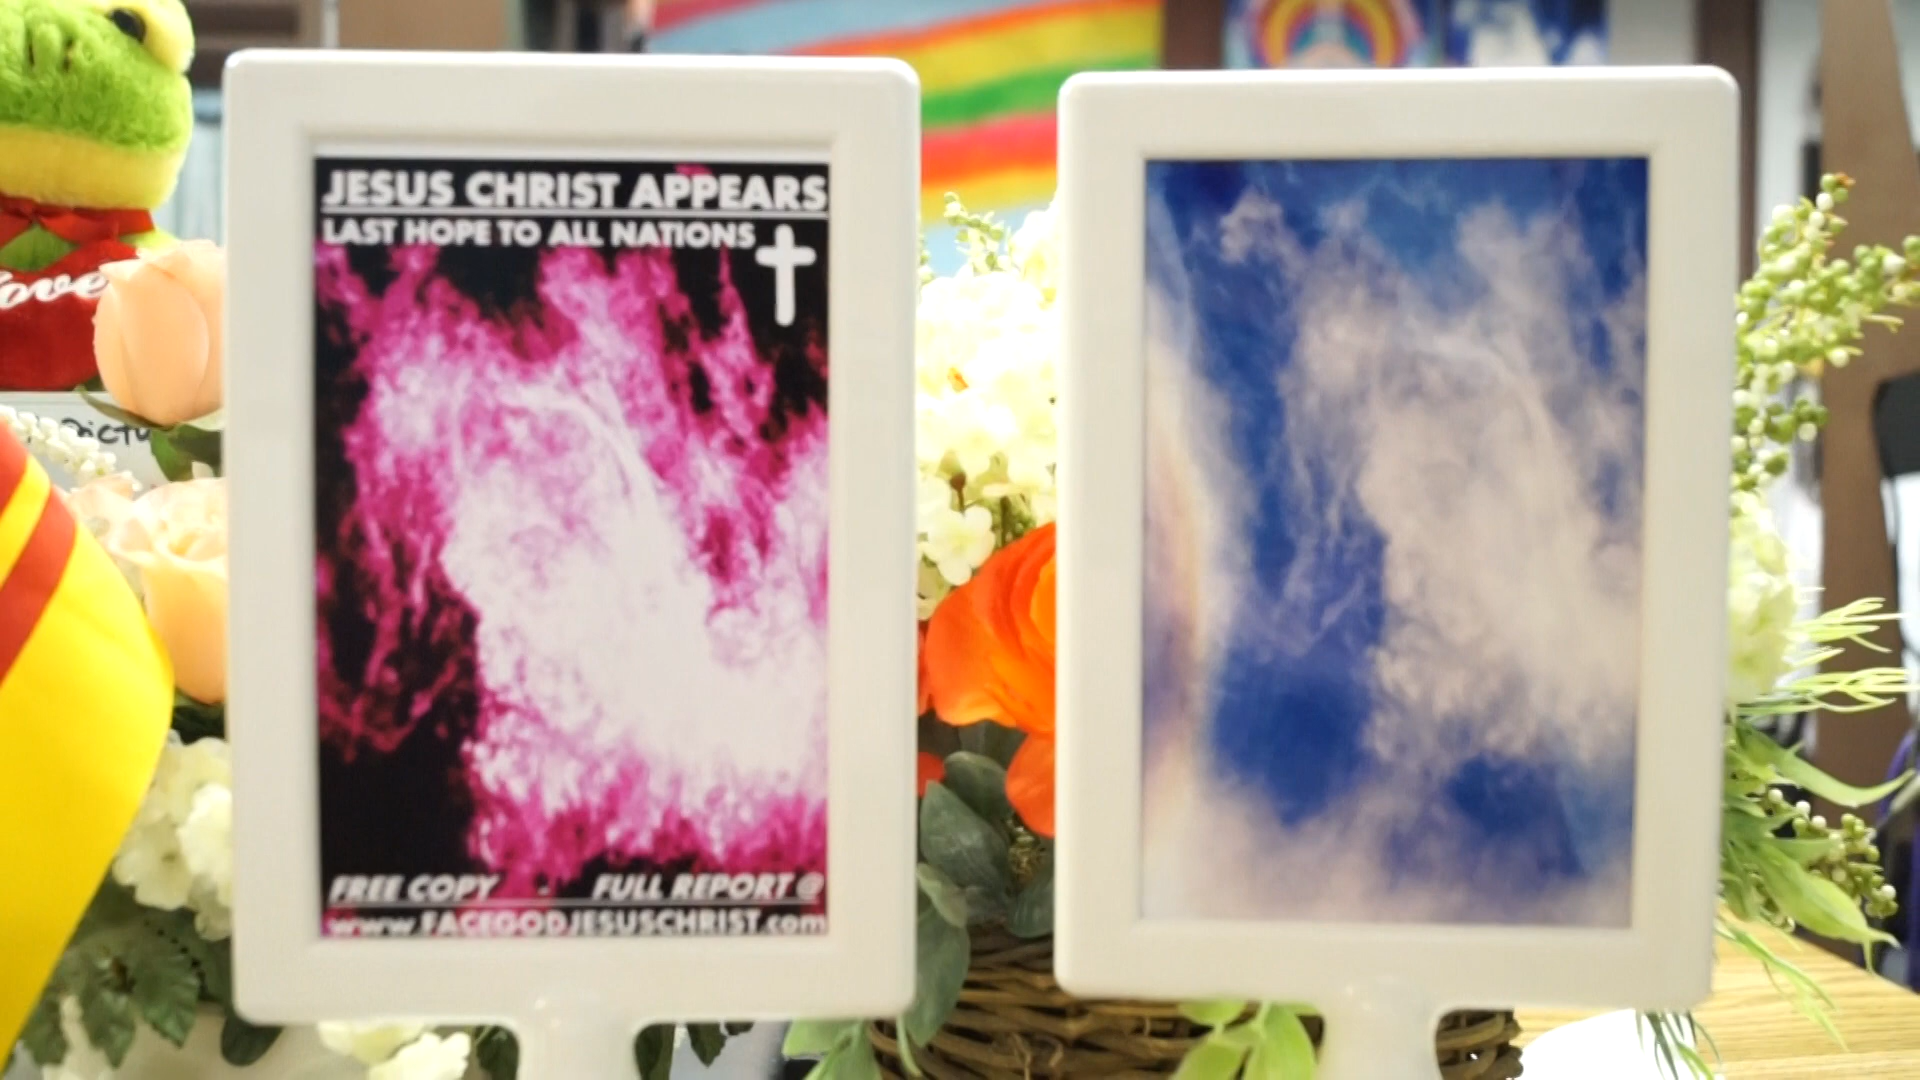 JESUS CHRIST APPEARS
LAST HOPE TO ALL NATIONS
FREE COPY - FULL REPORT @
www.FACEGODJESUSCHRIST.com